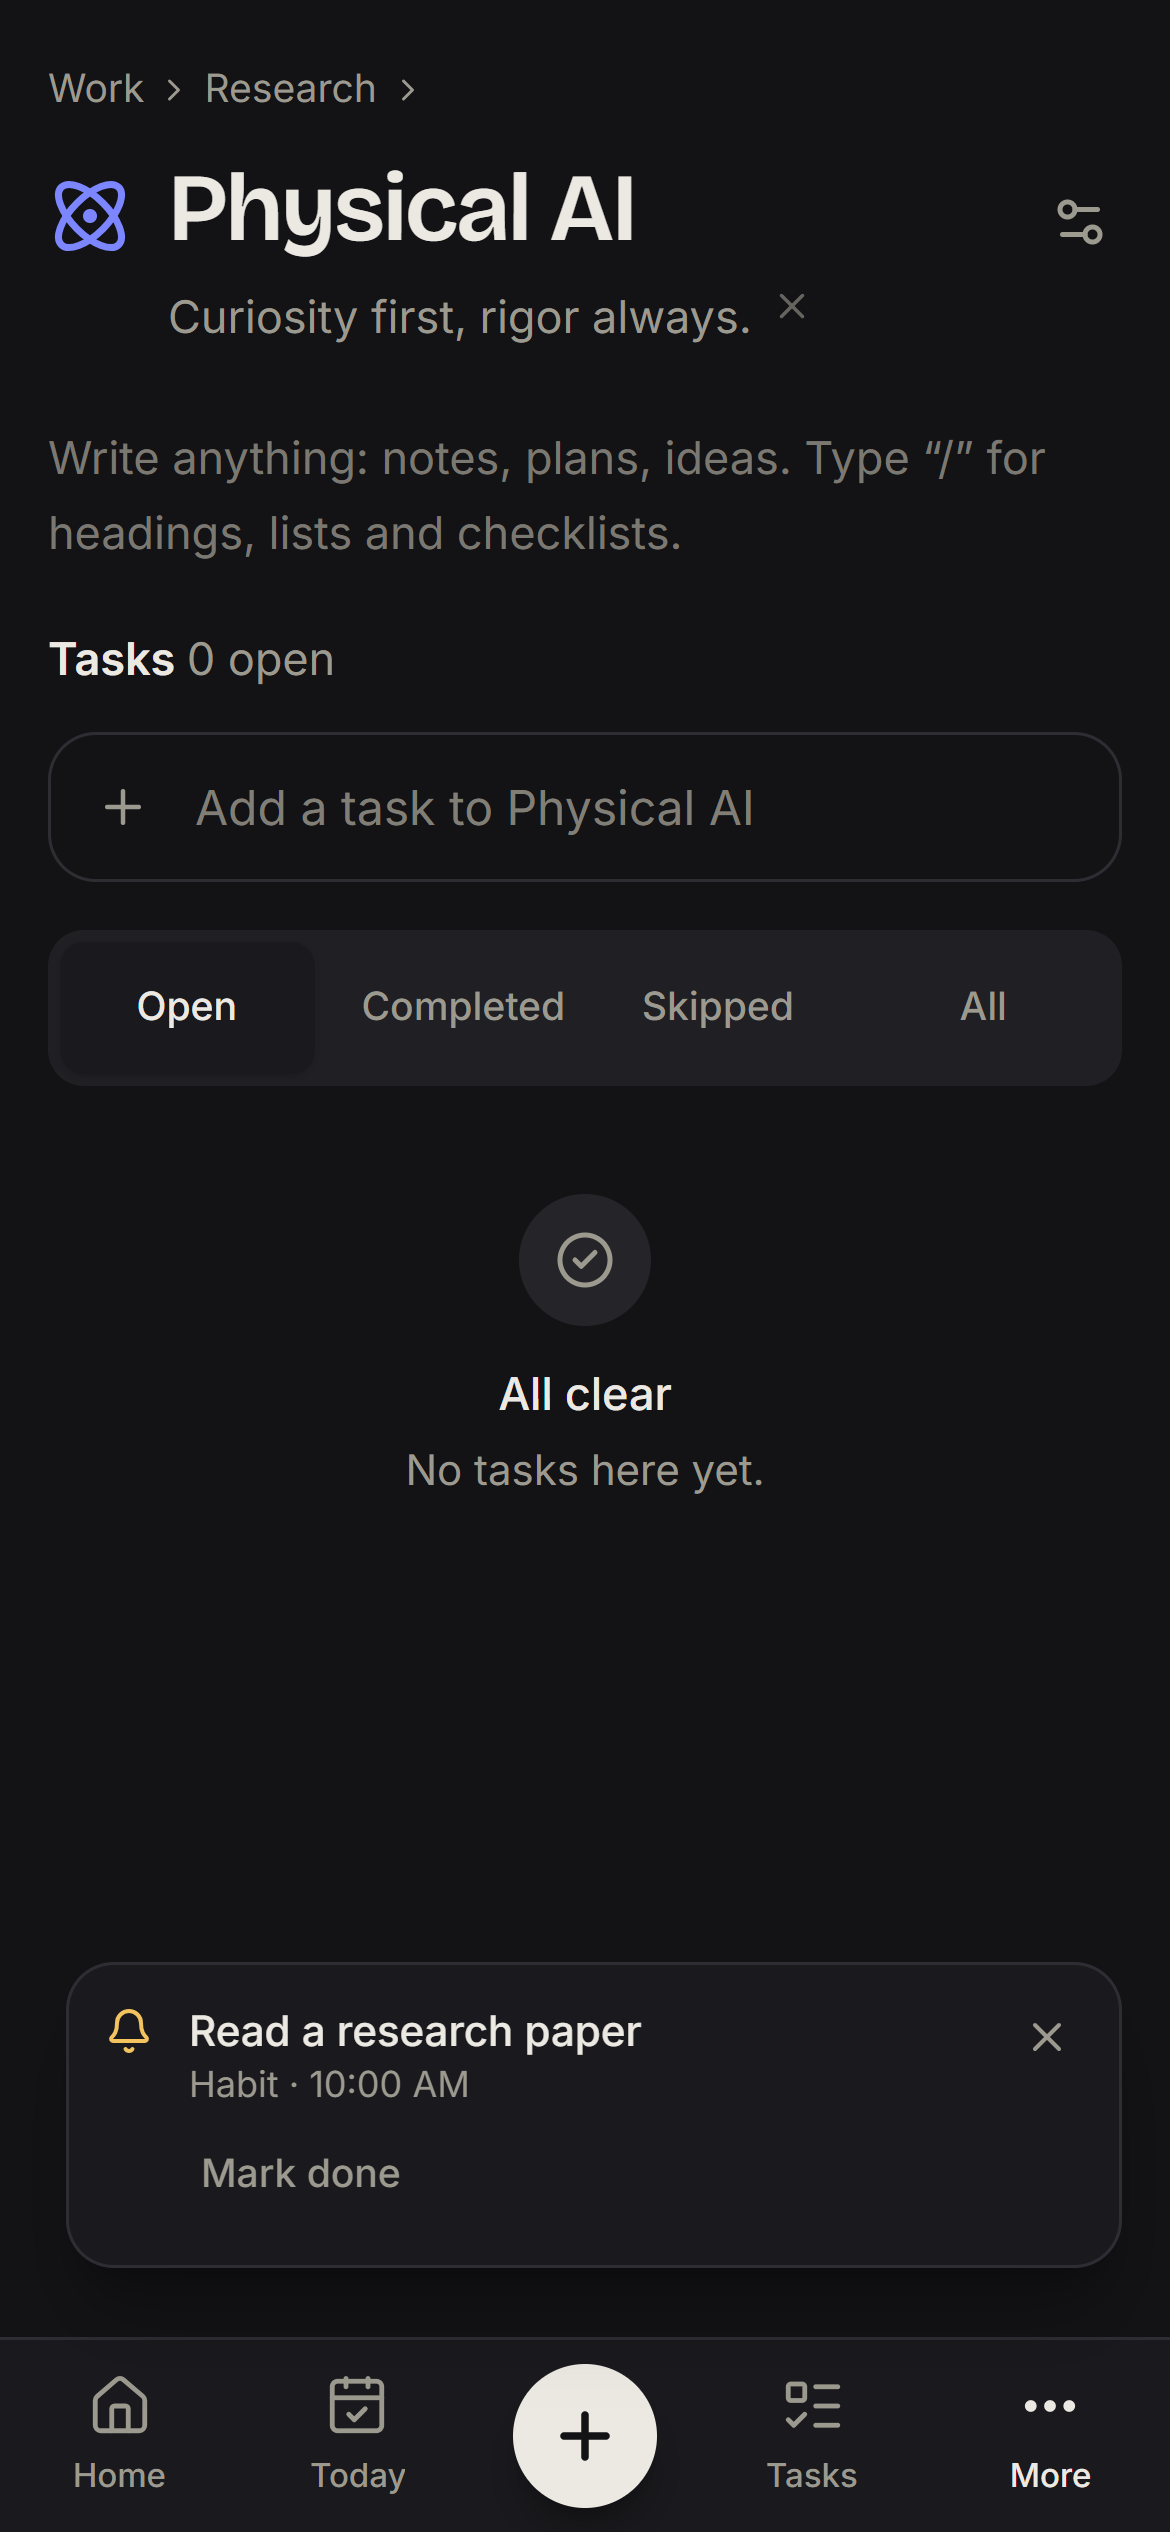 Work > Research >
Physical AI
Curiosity first, rigor always.
Write anything: notes, plans, ideas. Type “/” for
headings, lists and checklists.
Tasks 0 open
Add a task to Physical AI
Open Completed Skipped All
All clear
No tasks here yet.
Read a research paper
Habit · 10:00 AM
Mark done
Home Today Tasks More